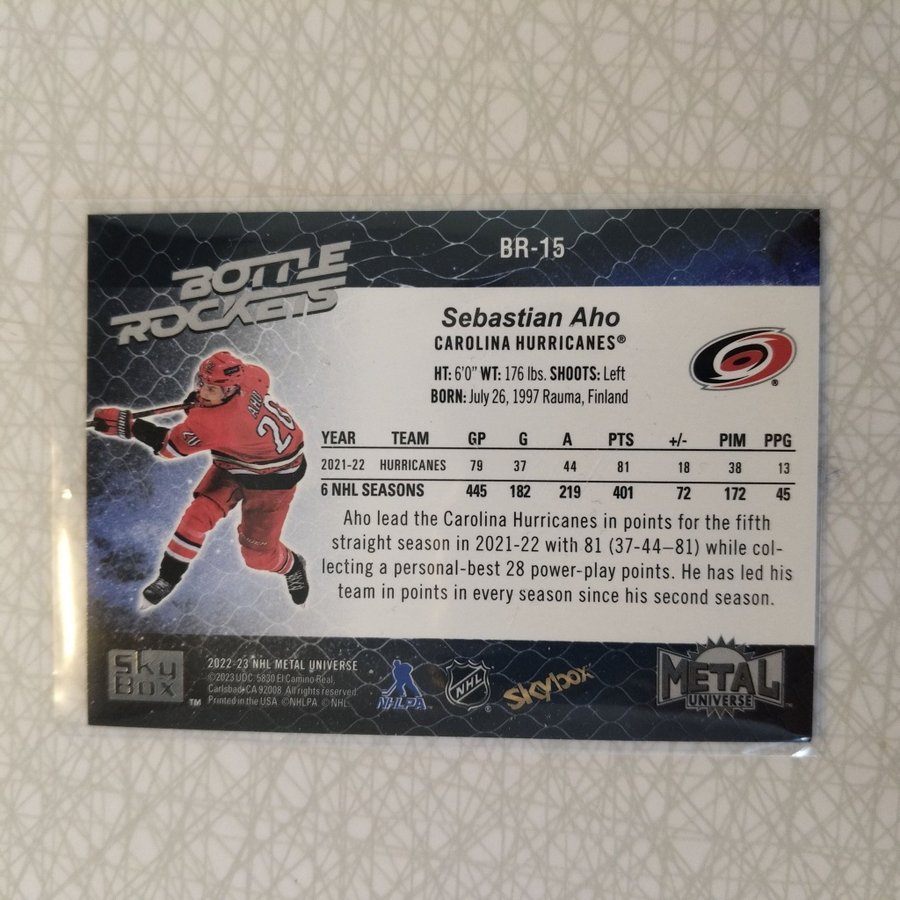 BR-15
BOTTLE
ROCKETS
Sebastian Aho
CAROLINA HURRICANES®
HT: 6'0" WT: 176 lbs. SHOOTS: Left
BORN: July 26, 1997 Rauma, Finland
AHO
20
20
YEAR TEAM GP G A PTS +/- PIM PPG
2021-22 HURRICANES 79 37 44 81 18 38 13
6 NHL SEASONS 445 182 219 401 72 172 45
Aho lead the Carolina Hurricanes in points for the fifth
straight season in 2021-22 with 81 (37-44—81) while col-
lecting a personal-best 28 power-play points. He has led his
team in points in every season since his second season.
Sky
Box
TM
2022-23 NHL METAL UNIVERSE
©2023 UDC. 5830 El Camino Real,
Carlsbad, CA 92008. All rights reserved.
Printed in the USA. ©NHLPA ©NHL
NHLPA
NHL®
skybox
METAL
UNIVERSE